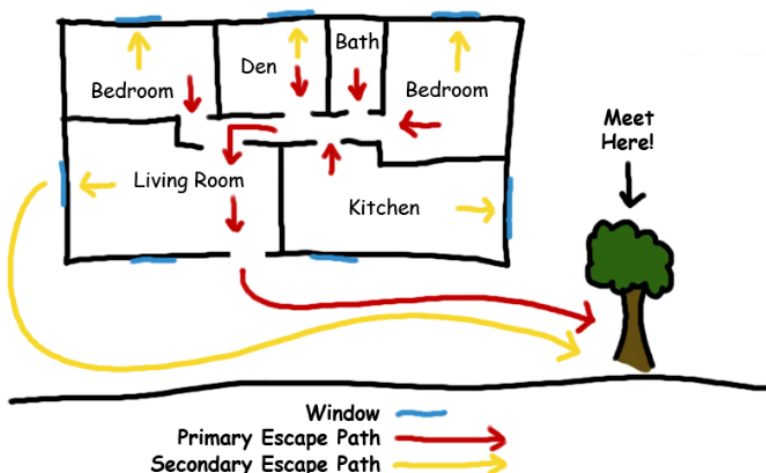 Bath
Den
Bedroom
Bedroom
Meet
Here!
Living Room
Kitchen
Window
Primary Escape Path
Secondary Escape Path